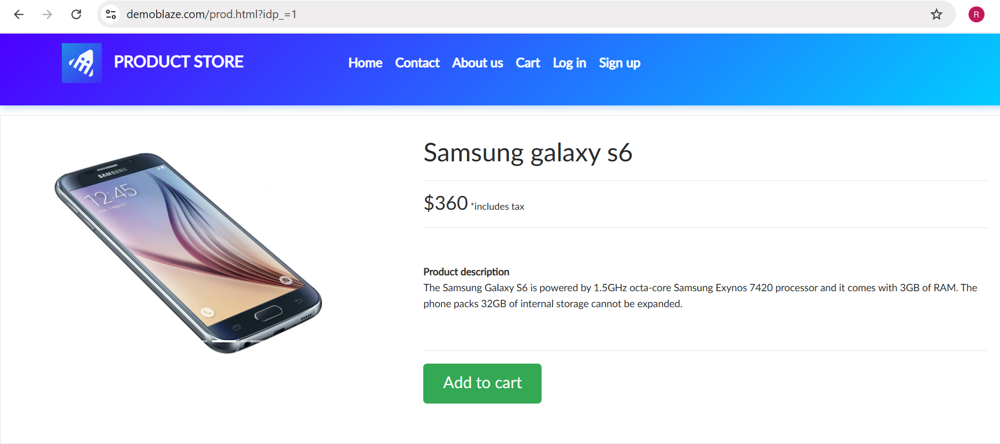 demoblaze.com/prod.html?idp_=1
R
PRODUCT STORE
Home Contact About us Cart Log in Sign up
Samsung galaxy s6
$360 *includes tax
SAMSUNG
12:45
Sun, 1 March
Product description
The Samsung Galaxy S6 is powered by 1.5GHz octa-core Samsung Exynos 7420 processor and it comes with 3GB of RAM. The
phone packs 32GB of internal storage cannot be expanded.
Add to cart